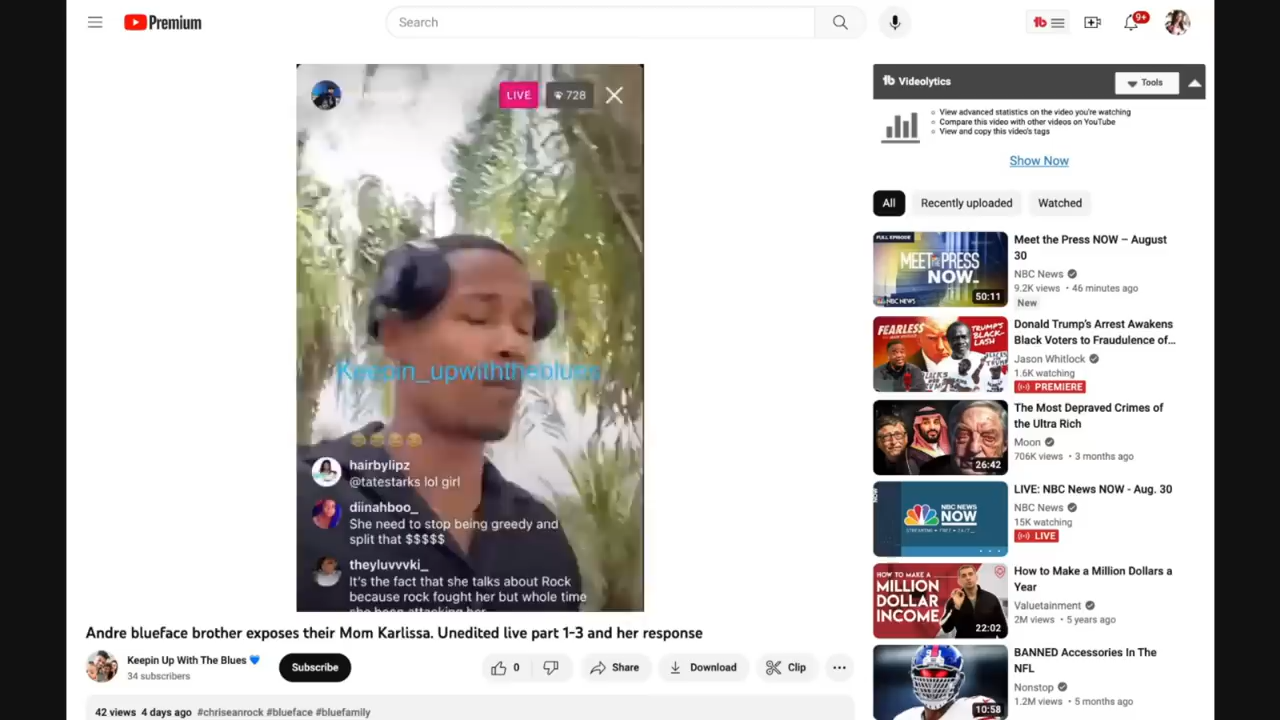 Premium
Search
9+
LIVE
728
Keepin_upwiththeblues
hairbylipz
@tatestarks lol girl
diinahboo_
She need to stop being greedy and
split that $$$$$
theyluvvvki_
It's the fact that she talks about Rock
because rock fought her but whole time
she been attacking her
Andre blueface brother exposes their Mom Karlissa. Unedited live part 1-3 and her response
Keepin Up With The Blues 💙
34 subscribers
Subscribe
0
Share
Download
Clip
42 views 4 days ago #chriseanrock #blueface #bluefamily
tb Videolytics
Tools
View advanced statistics on the video you're watching
Compare this video with other videos on YouTube
View and copy this video's tags
Show Now
All
Recently uploaded
Watched
FULL EPISODE
MEET THE PRESS
NOW
NBC NEWS
50:11
Meet the Press NOW – August
30
NBC News
9.2K views • 46 minutes ago
New
FEARLESS
TRUMP'S
BLACK-
LASH
Donald Trump's Arrest Awakens
Black Voters to Fraudulence of...
Jason Whitlock
1.6K watching
PREMIERE
26:42
The Most Depraved Crimes of
the Ultra Rich
Moon
706K views • 3 months ago
NBC NEWS
NOW
LIVE: NBC News NOW - Aug. 30
NBC News
15K watching
LIVE
HOW TO MAKE A
MILLION
DOLLAR
INCOME
22:02
How to Make a Million Dollars a
Year
Valuetainment
2M views • 5 years ago
10:58
BANNED Accessories In The
NFL
Nonstop
1.2M views • 5 months ago